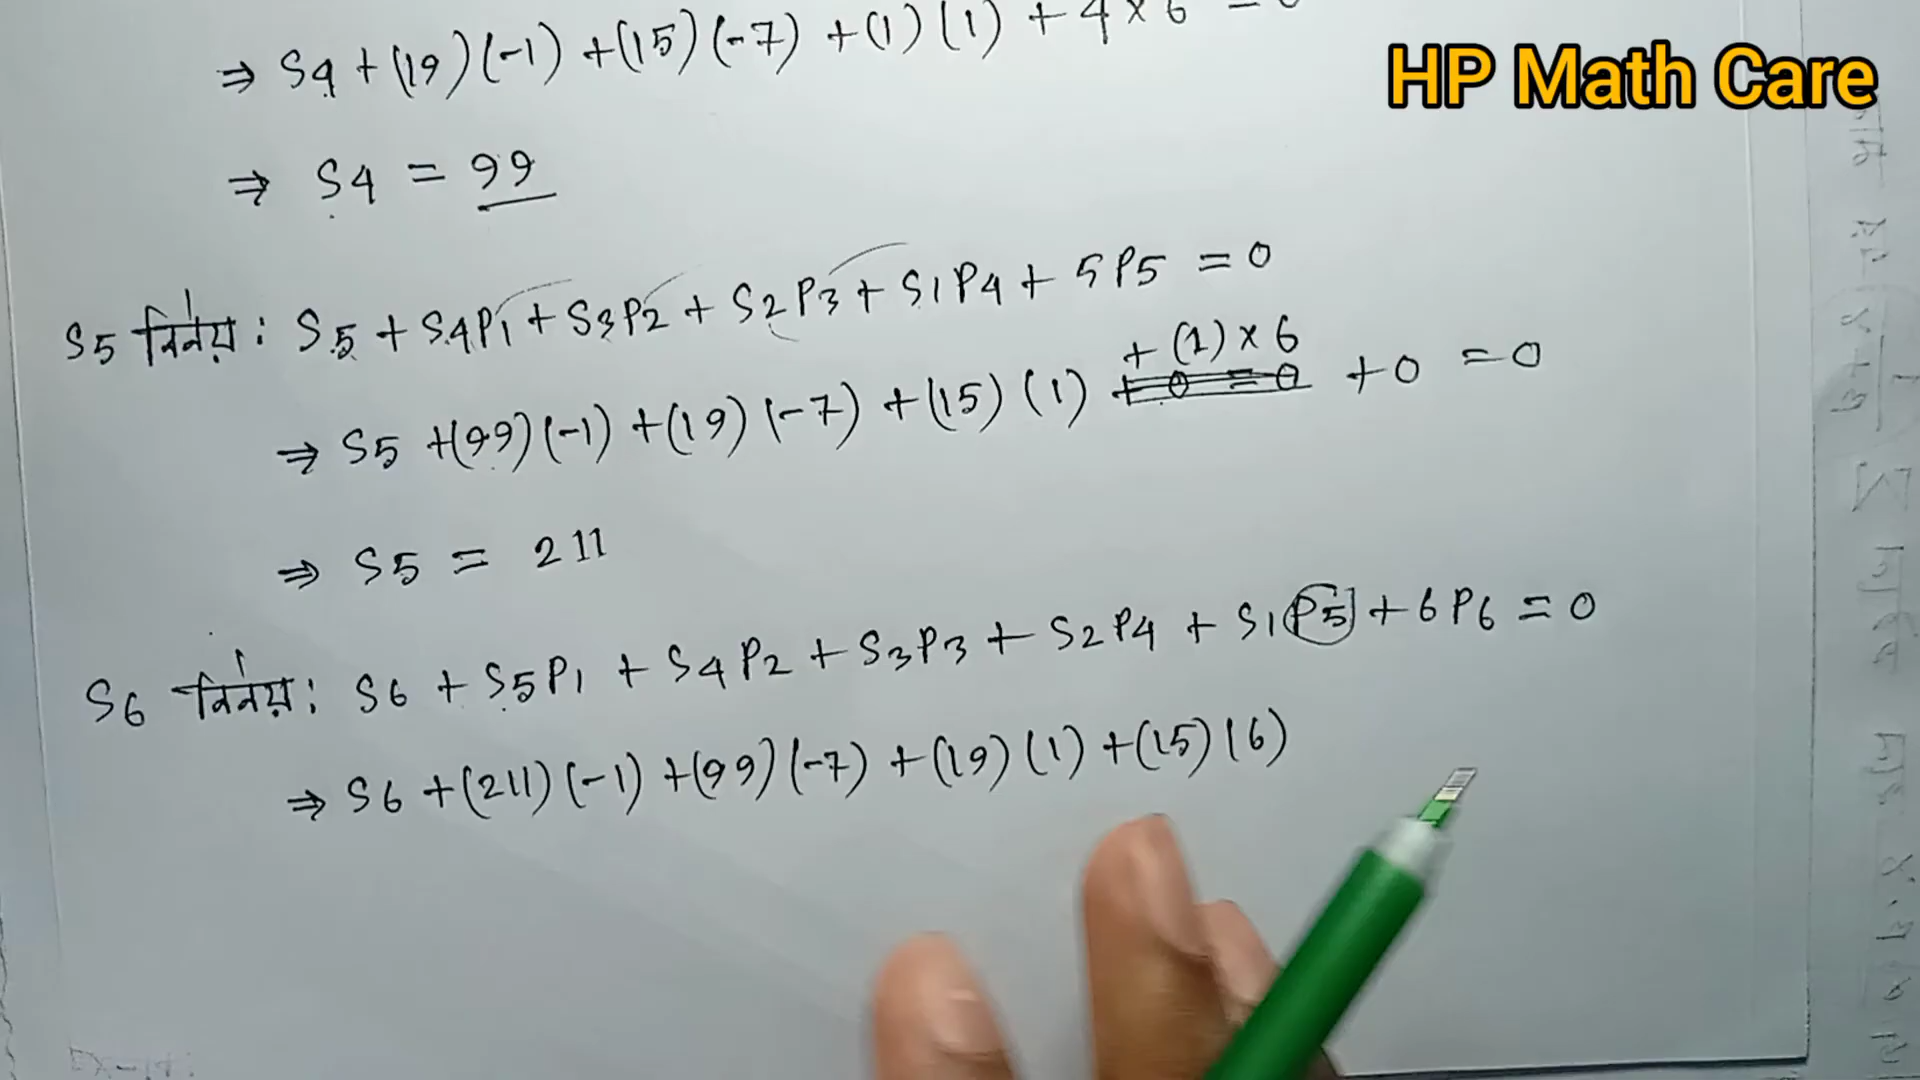 ⇒ S4 + (19)(-1) + (15)(-7) + (1)(1) + 4×6 = 0
HP Math Care
⇒ S4 = 99
S5 নির্নয়: S5 + S4P1 + S3P2 + S2P3 + S1P4 + 5P5 = 0
+ (1) × 6
⇒ S5 + (99)(-1) + (19)(-7) + (15)(1) + 0 = 0 + 0 = 0
⇒ S5 = 211
S6 নির্নয়: S6 + S5P1 + S4P2 + S3P3 + S2P4 + S1P5 + 6P6 = 0
⇒ S6 + (211)(-1) + (99)(-7) + (19)(1) + (15)(6)